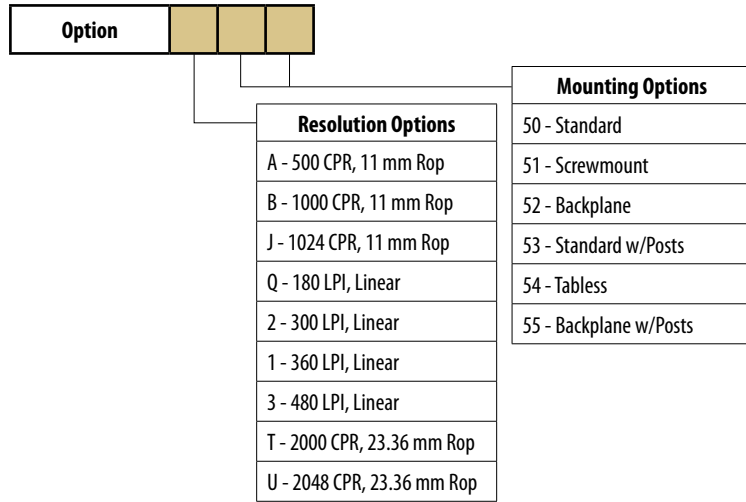 Option
Mounting Options
50 - Standard
51 - Screwmount
52 - Backplane
53 - Standard w/Posts
54 - Tabless
55 - Backplane w/Posts
Resolution Options
A - 500 CPR, 11 mm Rop
B - 1000 CPR, 11 mm Rop
J - 1024 CPR, 11 mm Rop
Q - 180 LPI, Linear
2 - 300 LPI, Linear
1 - 360 LPI, Linear
3 - 480 LPI, Linear
T - 2000 CPR, 23.36 mm Rop
U - 2048 CPR, 23.36 mm Rop